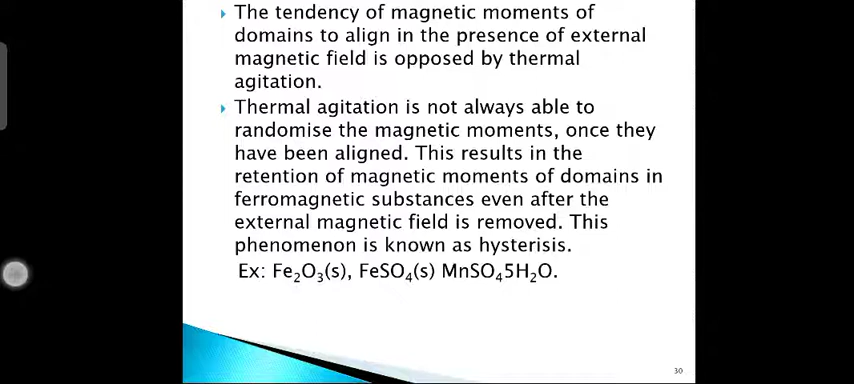 The tendency of magnetic moments of
domains to align in the presence of external
magnetic field is opposed by thermal
agitation.
Thermal agitation is not always able to
randomise the magnetic moments, once they
have been aligned. This results in the
retention of magnetic moments of domains in
ferromagnetic substances even after the
external magnetic field is removed. This
phenomenon is known as hysterisis.
Ex: Fe₂O₃(s), FeSO₄(s) MnSO₄5H₂O.
30